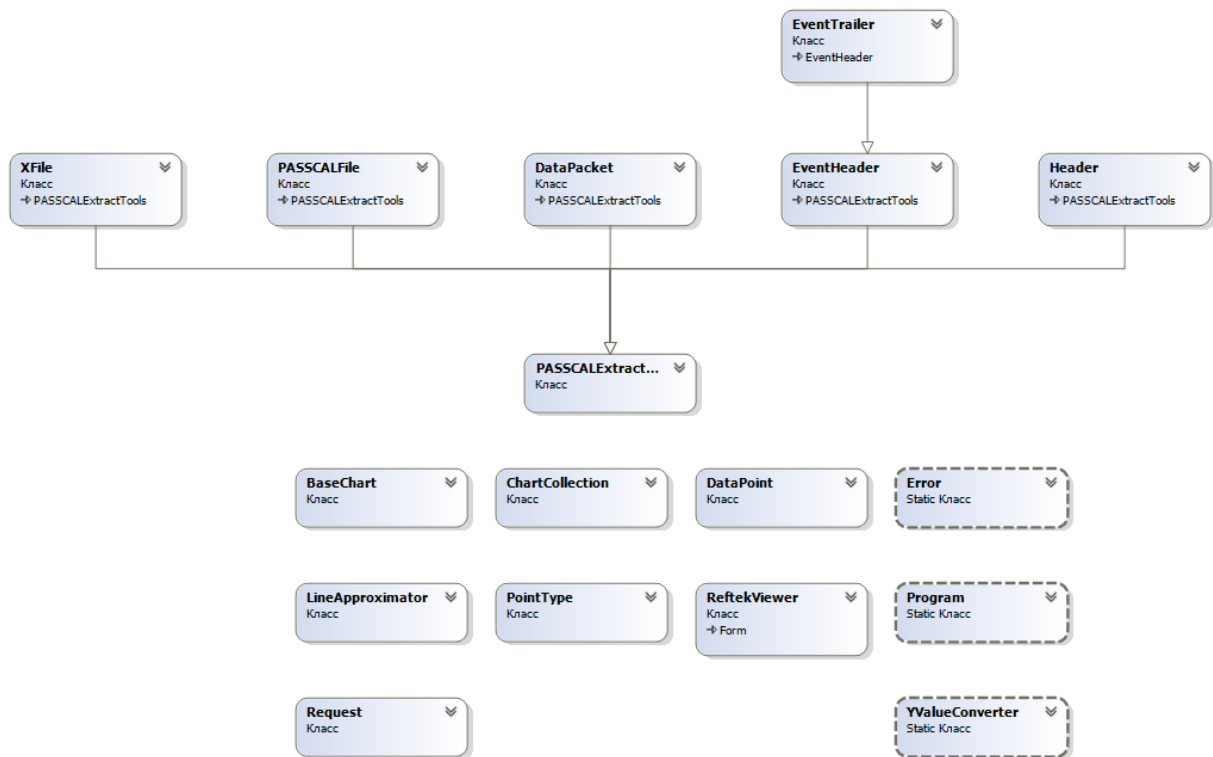 EventTrailer
Класс
EventHeader
XFile
Класс
PASSCALExtractTools
PASSCALFile
Класс
PASSCALExtractTools
DataPacket
Класс
PASSCALExtractTools
EventHeader
Класс
PASSCALExtractTools
Header
Класс
PASSCALExtractTools
PASSCALExtract...
Класс
BaseChart
Класс
ChartCollection
Класс
DataPoint
Класс
Error
Static Класс
LineApproximator
Класс
PointType
Класс
ReftekViewer
Класс
Form
Program
Static Класс
Request
Класс
YValueConverter
Static Класс